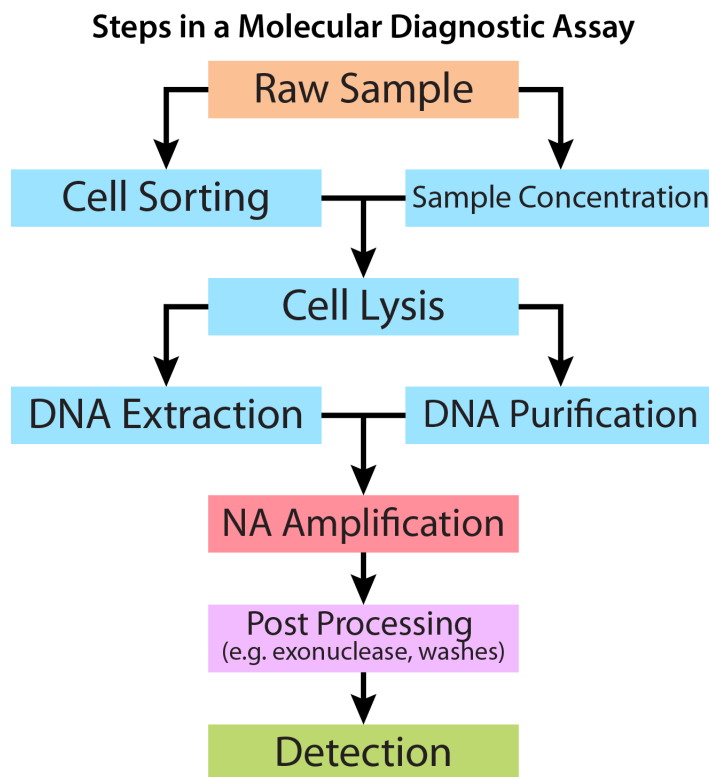 Steps in a Molecular Diagnostic Assay
Raw Sample
Cell Sorting
Sample Concentration
Cell Lysis
DNA Extraction
DNA Purification
NA Amplification
Post Processing
(e.g. exonuclease, washes)
Detection